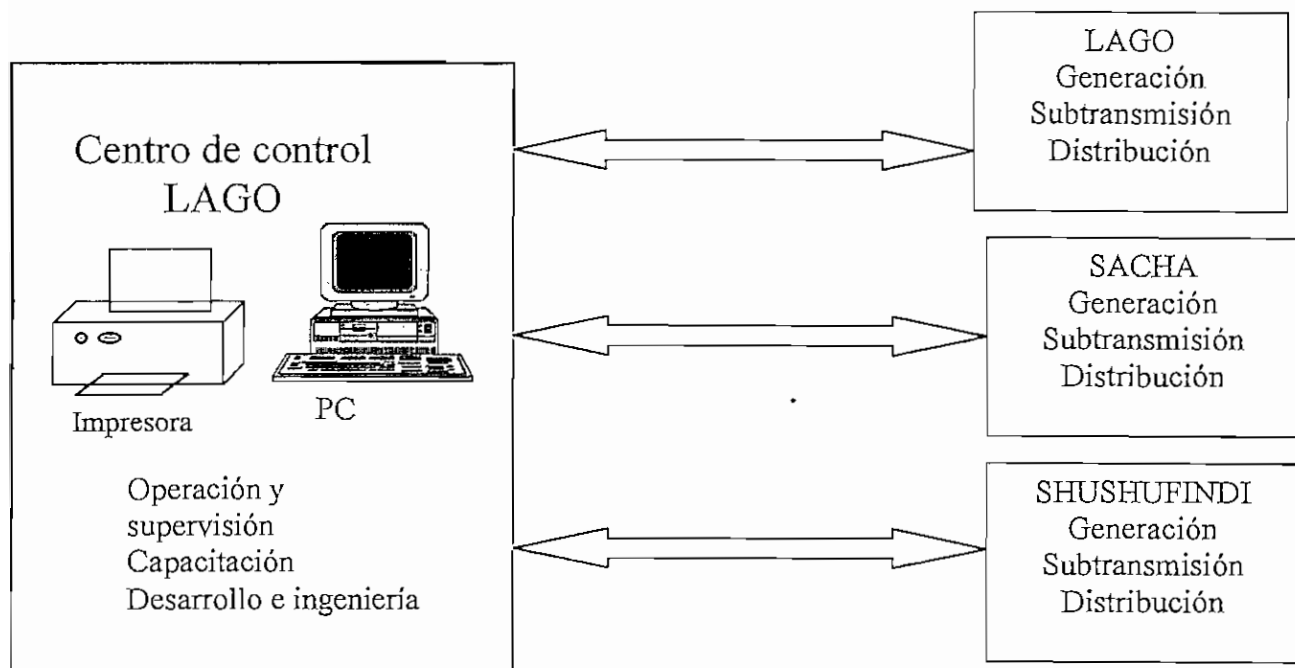 Centro de control
LAGO
Impresora
PC
Operación y
supervisión
Capacitación
Desarrollo e ingeniería
LAGO
Generación
Subtransmisión
Distribución
SACHA
Generación
Subtransmisión
Distribución
SHUSHUFINDI
Generación
Subtransmisión
Distribución